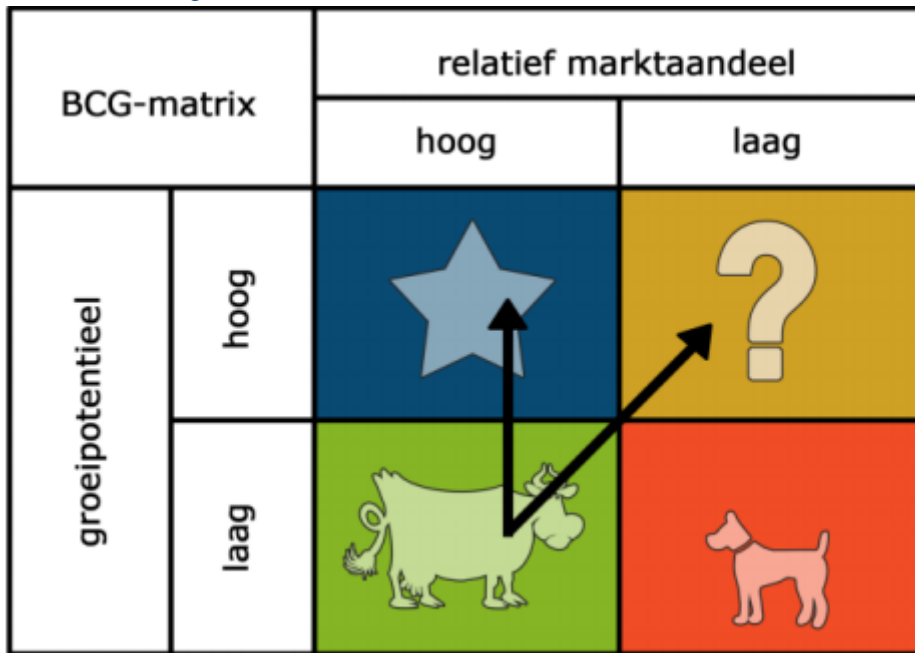 BCG-matrix
relatief marktaandeel
hoog
laag
groeipotentieel
hoog
laag
?